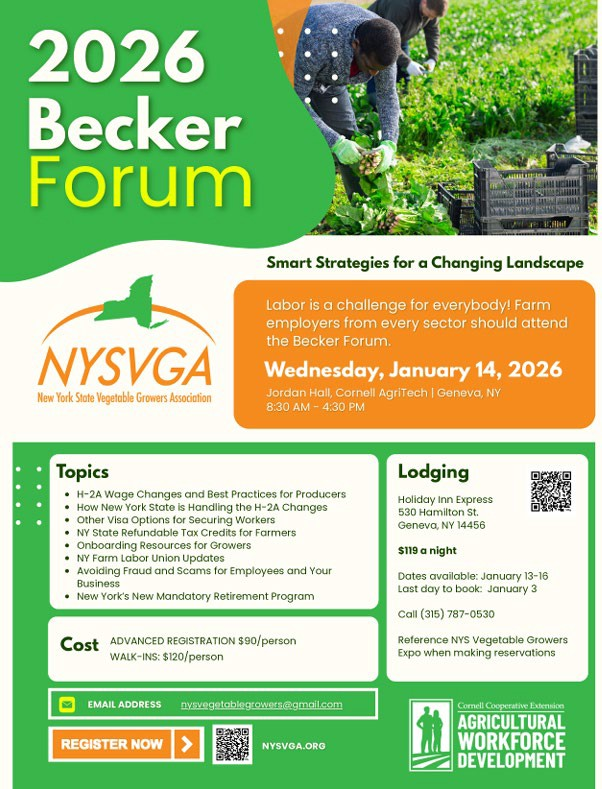 2026
Becker
Forum
Smart Strategies for a Changing Landscape
NYSVGA
New York State Vegetable Growers Association
Labor is a challenge for everybody! Farm
employers from every sector should attend
the Becker Forum.
Wednesday, January 14, 2026
Jordan Hall, Cornell AgriTech | Geneva, NY
8:30 AM - 4:30 PM
Topics
• H-2A Wage Changes and Best Practices for Producers
• How New York State is Handling the H-2A Changes
• Other Visa Options for Securing Workers
• NY State Refundable Tax Credits for Farmers
• Onboarding Resources for Growers
• NY Farm Labor Union Updates
• Avoiding Fraud and Scams for Employees and Your
Business
• New York's New Mandatory Retirement Program
Cost
ADVANCED REGISTRATION $90/person
WALK-INS: $120/person
EMAIL ADDRESS nysvegetablegrowers@gmail.com
REGISTER NOW
NYSVGA.ORG
Lodging
Holiday Inn Express
530 Hamilton St.
Geneva, NY 14456
$119 a night
Dates available: January 13-16
Last day to book: January 3
Call (315) 787-0530
Reference NYS Vegetable Growers
Expo when making reservations
Cornell Cooperative Extension
AGRICULTURAL
WORKFORCE
DEVELOPMENT